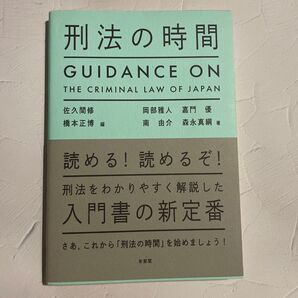 刑法の時間
GUIDANCE ON
THE CRIMINAL LAW OF JAPAN
佐久間修
橋本正博 編
岡部雅人 嘉門 優
南 由介 森永真綱 著
読める!読めるぞ!
刑法をわかりやすく解説した
入門書の新定番
さあ、これから「刑法の時間」を始めましょう!
有斐閣